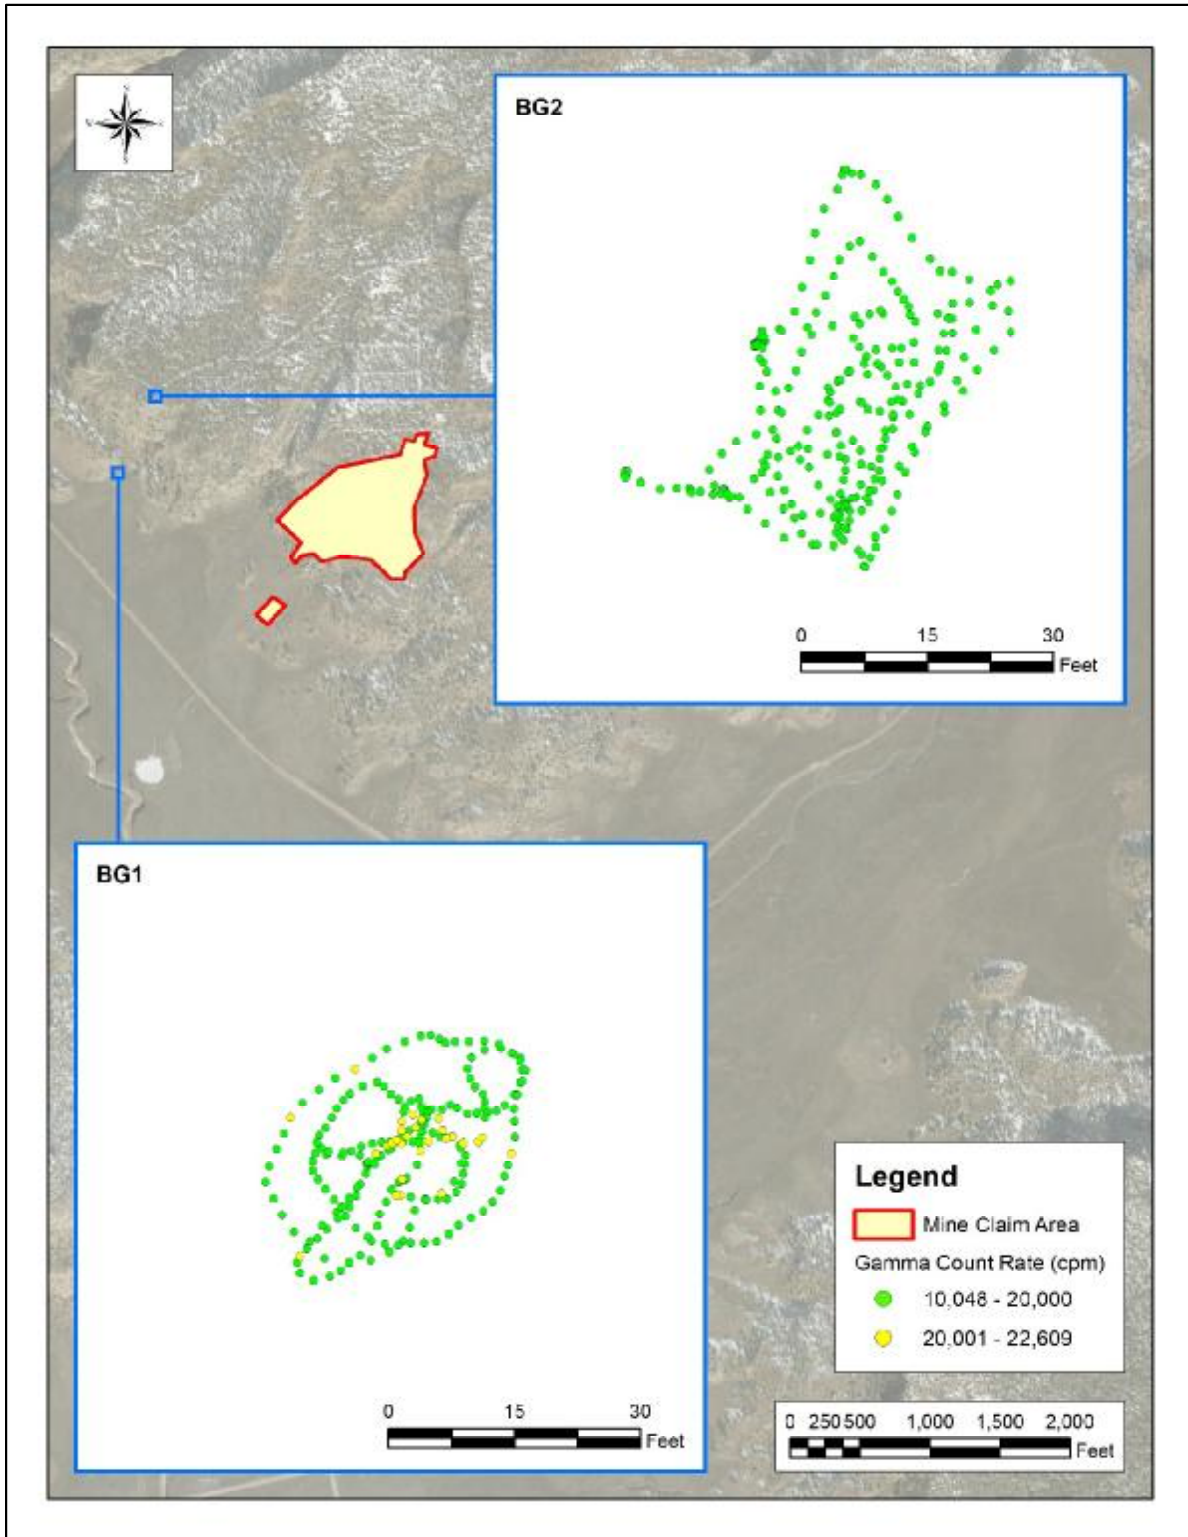 BG2
0 15 30
Feet
BG1
0 15 30
Feet
Legend
Mine Claim Area
Gamma Count Rate (cpm)
10,048 - 20,000
20,001 - 22,609
0 250 500 1,000 1,500 2,000
Feet